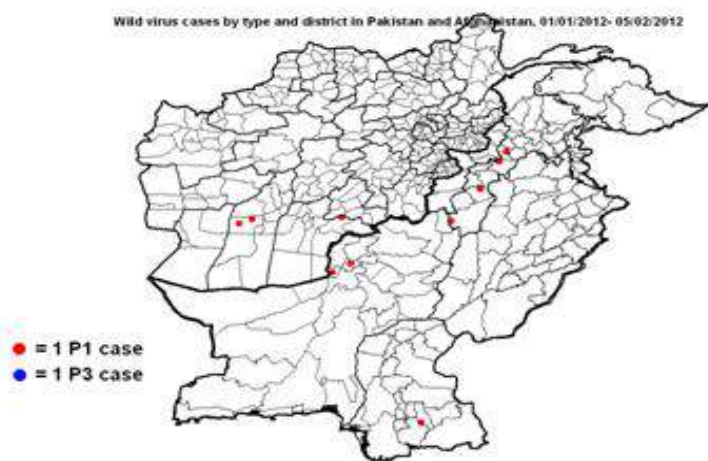 Wild virus cases by type and district in Pakistan and Afghanistan, 01/01/2012- 05/02/2012
= 1 P1 case
= 1 P3 case